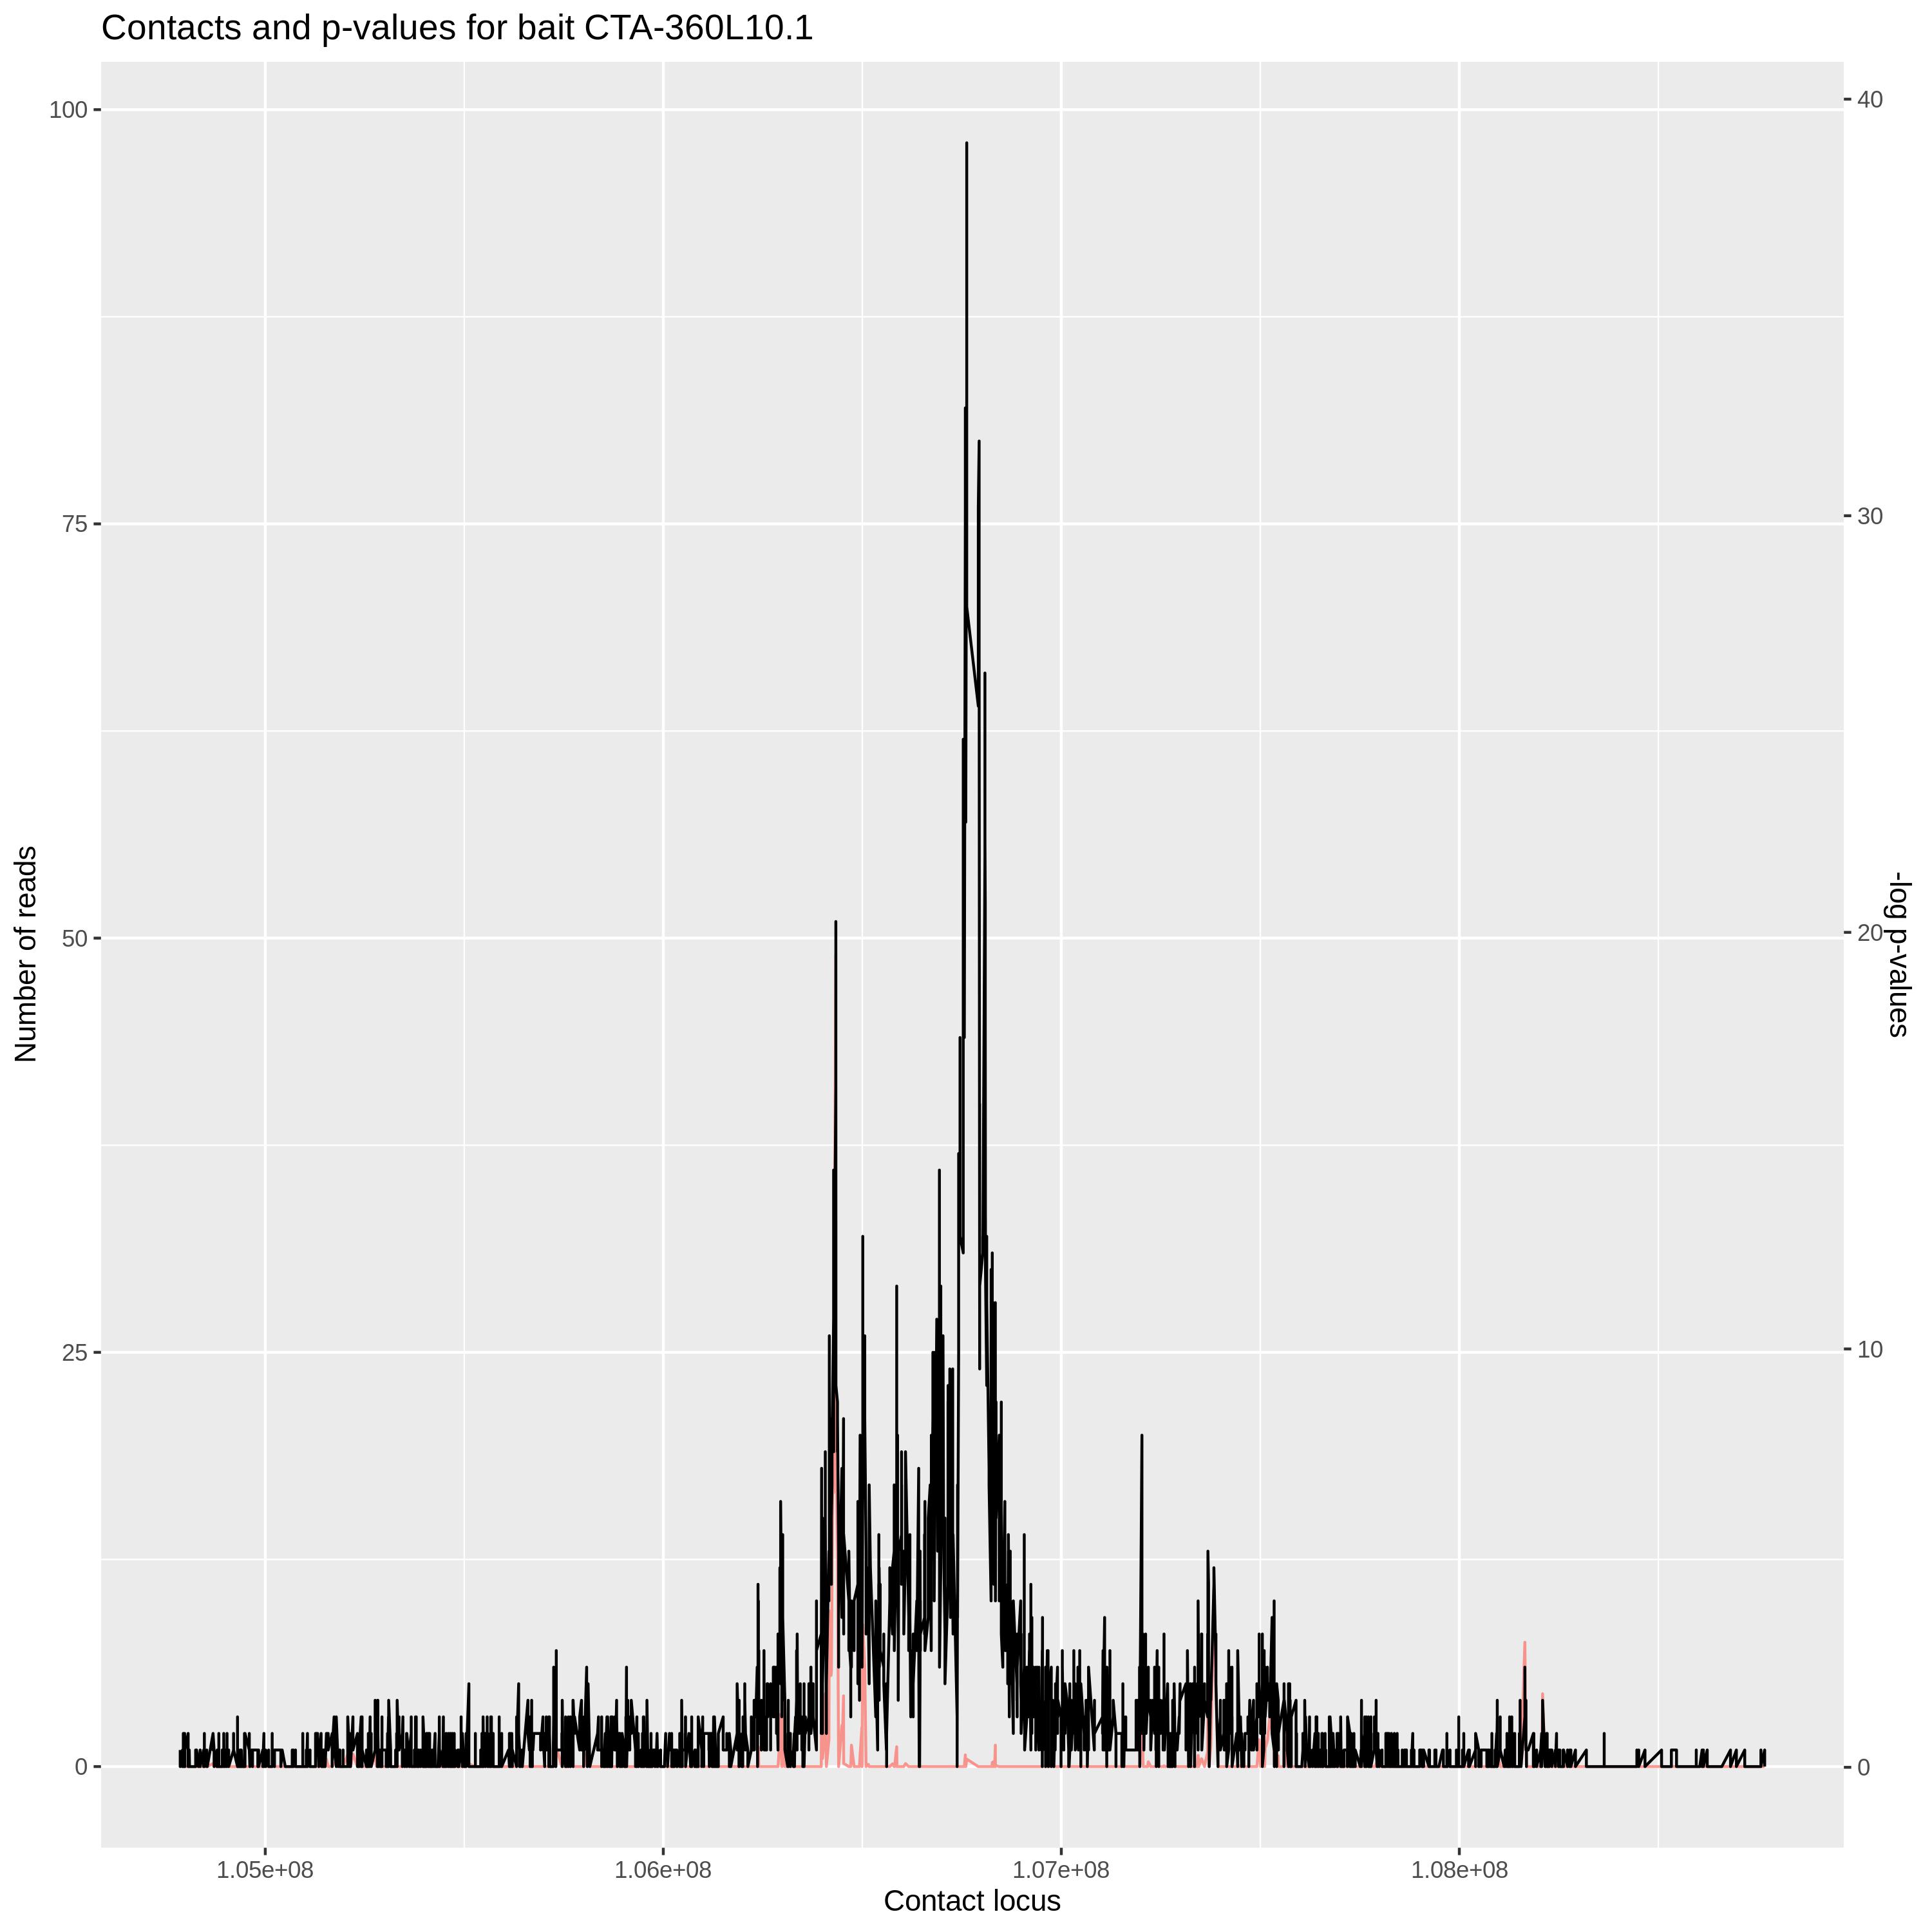 Contacts and p-values for bait CTA-360L10.1
100
75
50
25
0
40
30
20
10
0
Number of reads
-log p-values
1.05e+08
1.06e+08
1.07e+08
1.08e+08
Contact locus